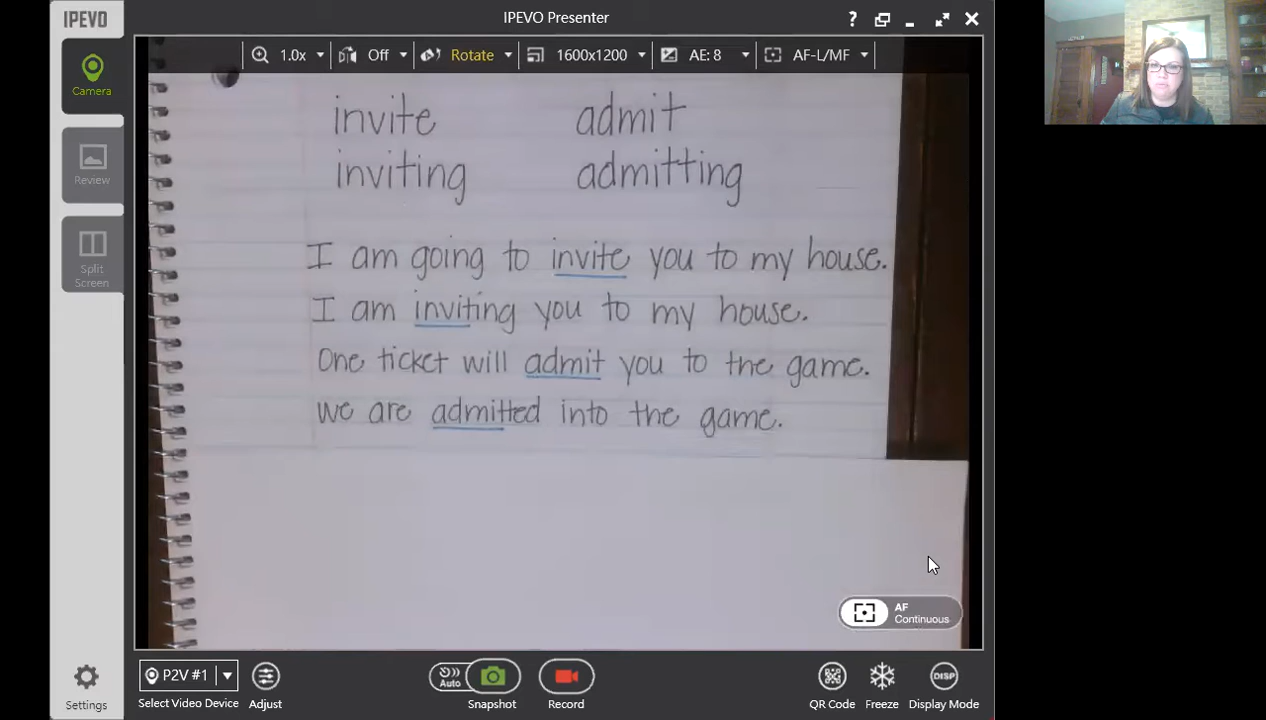 IPEVO
IPEVO Presenter
?
1.0x
Off
Rotate
1600x1200
AE: 8
AF-L/MF
Camera
Review
Split
Screen
invite admit
inviting admitting
I am going to invite you to my house.
I am inviting you to my house.
One ticket will admit you to the game.
We are admitted into the game.
AF
Continuous
Settings
P2V #1
Select Video Device
Adjust
Auto
Snapshot
Record
QR Code
Freeze
DISP
Display Mode